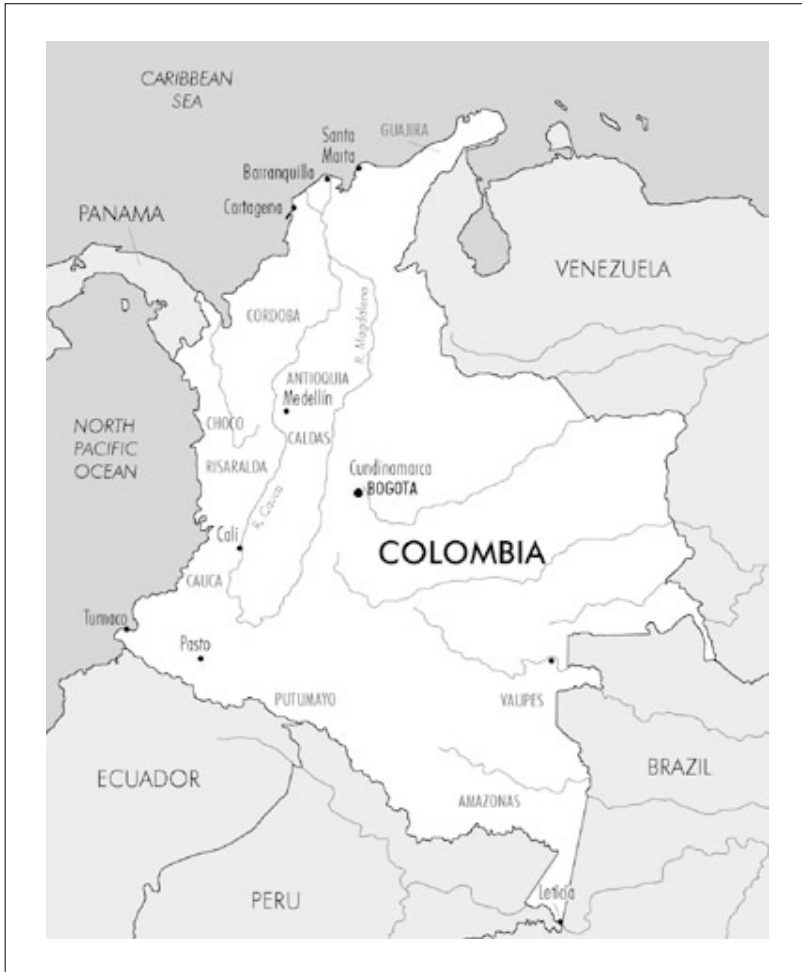 CARIBBEAN
SEA
GUAJIRA
Santa
Marta
Barranquilla
Cartagena
PANAMA
VENEZUELA
CORDOBA
R. Magdalena
ANTIOQUIA
Medellín
NORTH
PACIFIC
OCEAN
CHOCO
CALDAS
RISARALDA
Cundinamarca
BOGOTA
R. Cauca
Cali
COLOMBIA
CAUCA
Tumaco
Pasto
PUTUMAYO
VAUPES
ECUADOR
BRAZIL
AMAZONAS
PERU
Leticia